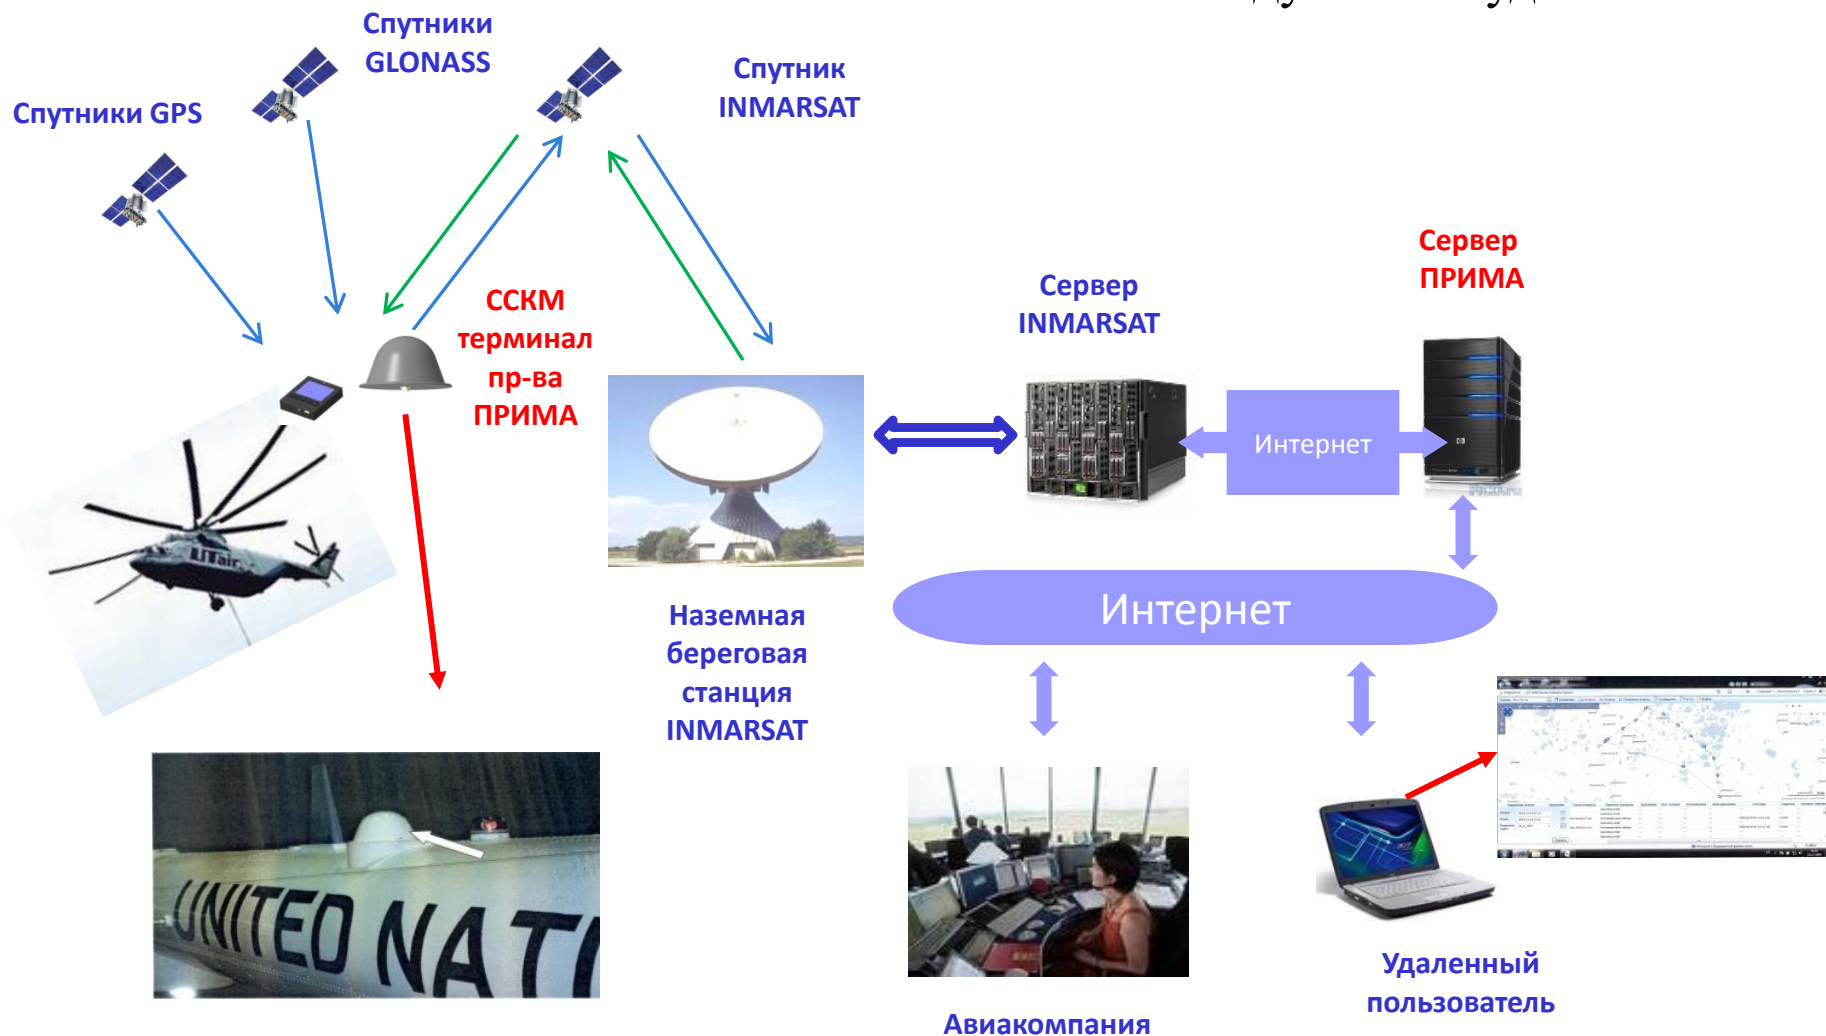 Спутники
GLONASS
Спутники GPS
Спутник
INMARSAT
ССКМ
терминал
пр-ва
ПРИМА
Сервер
INMARSAT
Сервер
ПРИМА
Интернет
UTair
Интернет
Наземная
береговая
станция
INMARSAT
UNITED NATI
acer
Удаленный
пользователь
Авиакомпания